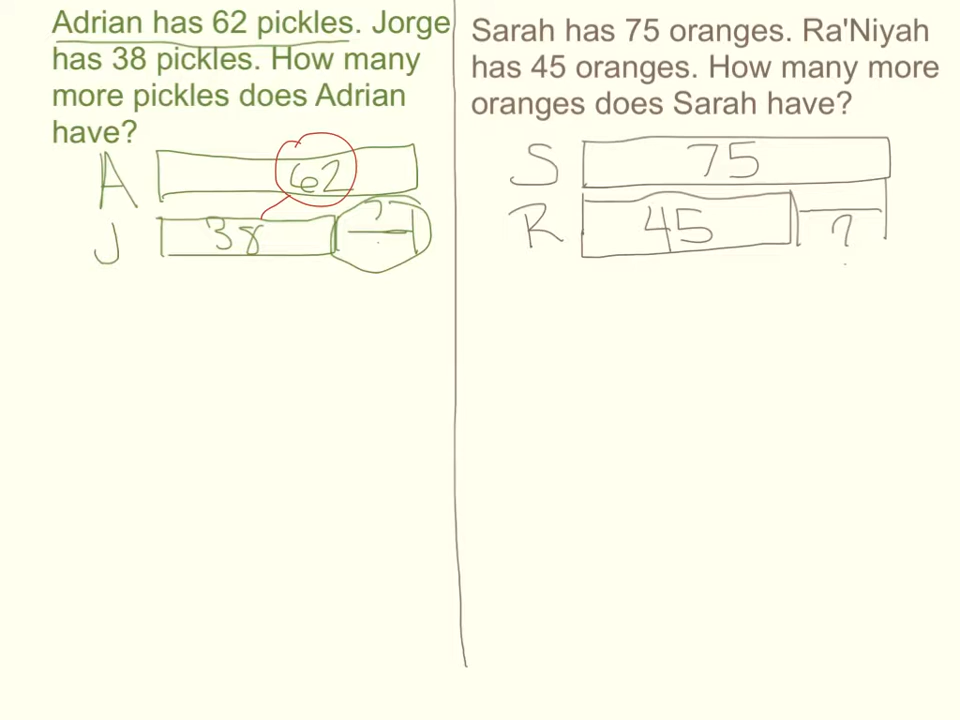 Adrian has 62 pickles. Jorge
has 38 pickles. How many
more pickles does Adrian
have?
A 62
J 38 ?
Sarah has 75 oranges. Ra'Niyah
has 45 oranges. How many more
oranges does Sarah have?
S 75
R 45 ?